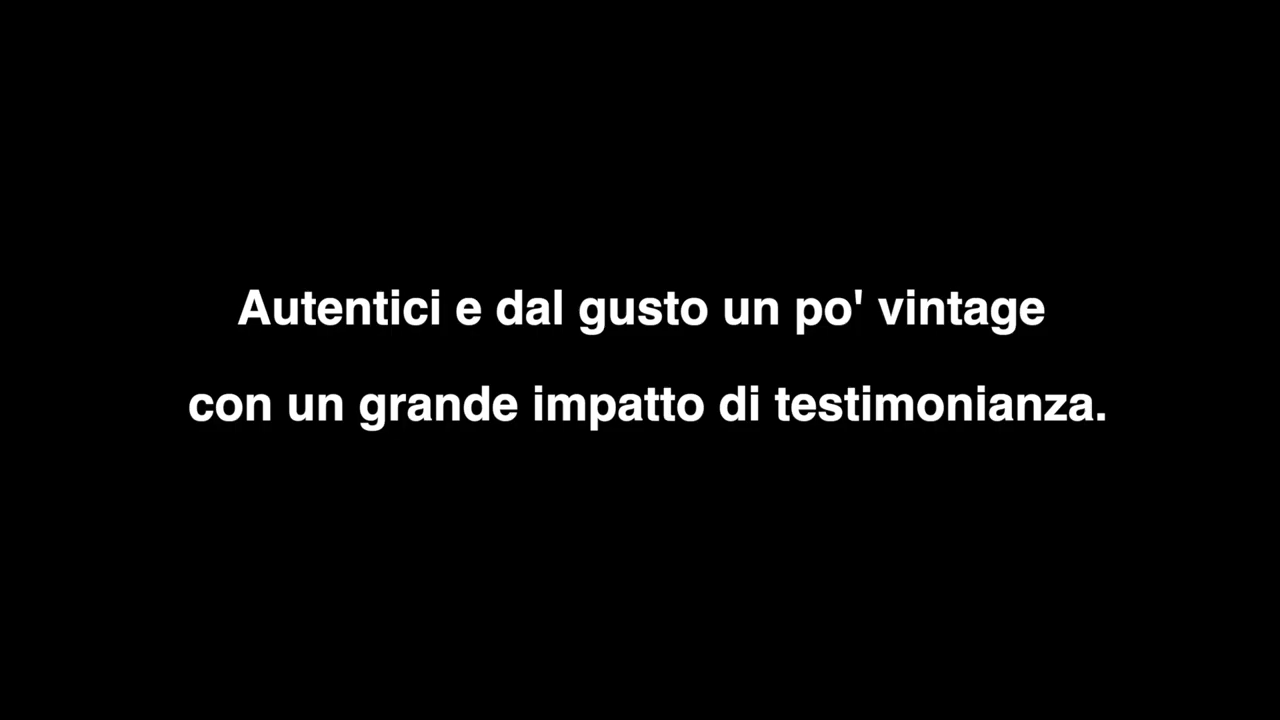 Autentici e dal gusto un po' vintage
con un grande impatto di testimonianza.